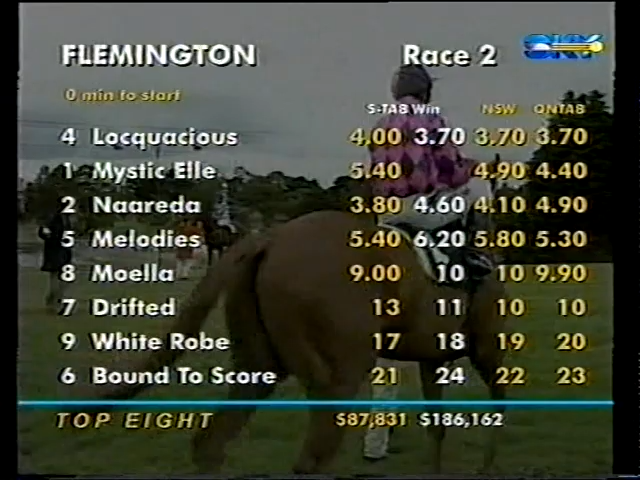 FLEMINGTON Race 2 SKY
0 min to start
S-TAB Win NSW QNTAB
4 Locquacious 4.00 3.70 3.70 3.70
1 Mystic Elle 5.40 4.90 4.40
2 Naareda 3.80 4.60 4.10 4.90
5 Melodies 5.40 6.20 5.80 5.30
8 Moella 9.00 10 10 9.90
7 Drifted 13 11 10 10
9 White Robe 17 18 19 20
6 Bound To Score 21 24 22 23
TOP EIGHT $87,831 $186,162